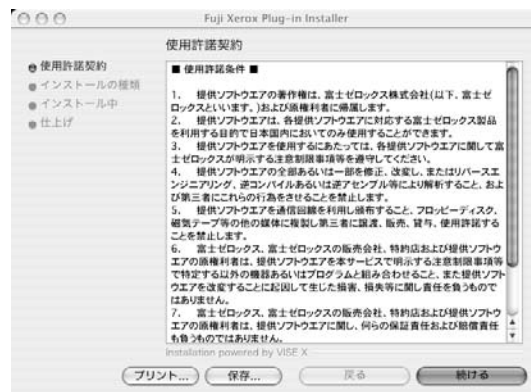 Fuji Xerox Plug-in Installer
使用許諾契約
使用許諾契約
インストールの種類
インストール中
仕上げ
■ 使用許諾条件 ■
1. 提供ソフトウエアの著作権は、富士ゼロックス株式会社(以下、富士ゼ
ロックスといいます。)および原権利者に帰属します。
2. 提供ソフトウエアは、各提供ソフトウエアに対応する富士ゼロックス製品
を利用する目的で日本国内においてのみ使用することができます。
3. 提供ソフトウエアを使用するにあたっては、各提供ソフトウエアに関して富
士ゼロックスが明示する注意制限事項等を遵守してください。
4. 提供ソフトウエアの全部あるいは一部を修正、改変し、またはリバースエ
ンジニアリング、逆コンパイルあるいは逆アセンブル等により解析すること、およ
び第三者にこれらの行為をさせることを禁止します。
5. 提供ソフトウエアを通信回線を利用し頒布すること、フロッピーディスク、
磁気テープ等の他の媒体に複製し第三者に譲渡、販売、貸与、使用許諾する
ことを禁止します。
6. 富士ゼロックス、富士ゼロックスの販売会社、特約店および提供ソフトウ
エアの原権利者は、提供ソフトウエアを本サービスで明示する注意制限事項等
で特定する以外の機器あるいはプログラムと組み合わせること、また提供ソフト
ウエアを改変することに起因して生じた損害、損失等に関し責任を負うもので
はありません。
7. 富士ゼロックス、富士ゼロックスの販売会社、特約店および提供ソフトウ
エアの原権利者は、提供ソフトウエアに関し、何らの保証責任および賠償責任
も負うものではありません。
Installation powered by VISE X
プリント... 保存... 戻る 続ける